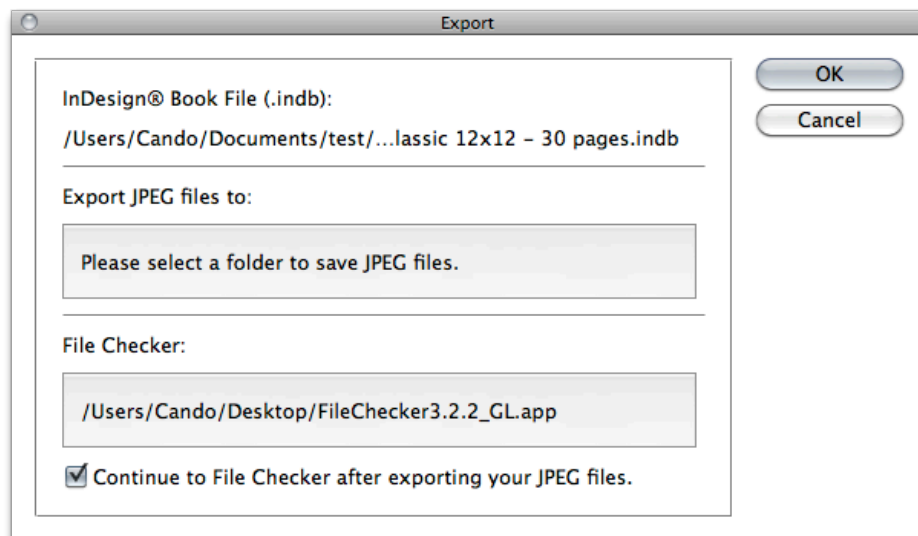 Export
InDesign® Book File (.indb):
/Users/Cando/Documents/test/...lassic 12x12 – 30 pages.indb
Export JPEG files to:
Please select a folder to save JPEG files.
File Checker:
/Users/Cando/Desktop/FileChecker3.2.2_GL.app
Continue to File Checker after exporting your JPEG files.
OK
Cancel